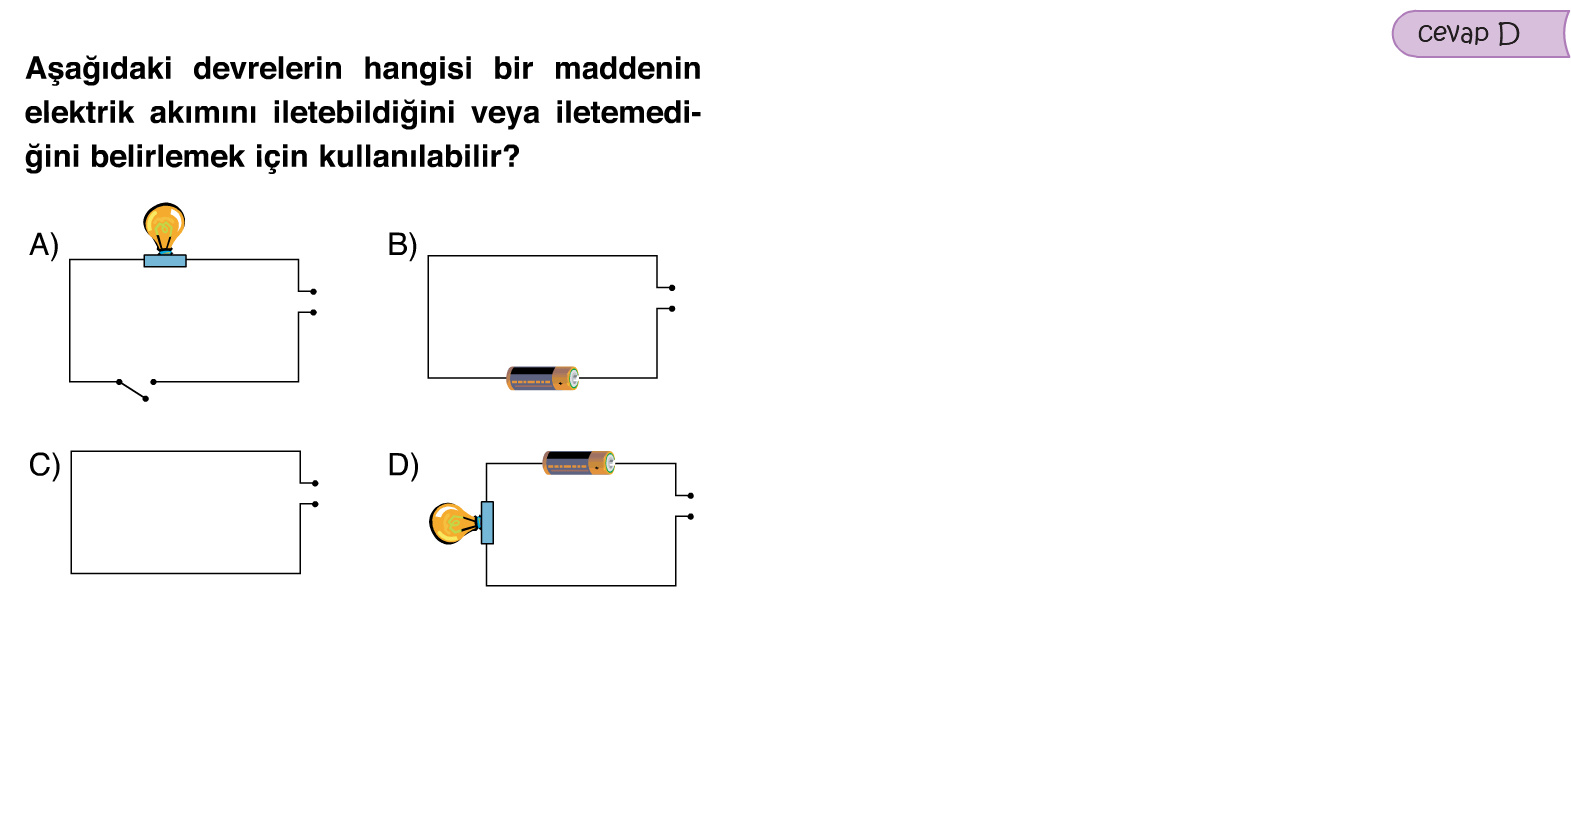 cevap D
Aşağıdaki devrelerin hangisi bir maddenin
elektrik akımını iletebildiğini veya iletemedi-
ğini belirlemek için kullanılabilir?
A)
B)
C)
D)